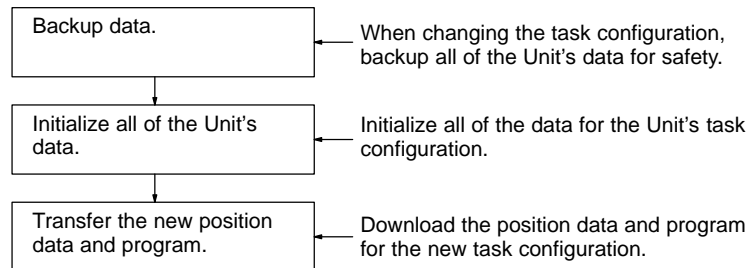 Backup data.
When changing the task configuration,
backup all of the Unit's data for safety.
Initialize all of the Unit's
data.
Initialize all of the data for the Unit's task
configuration.
Transfer the new position
data and program.
Download the position data and program
for the new task configuration.